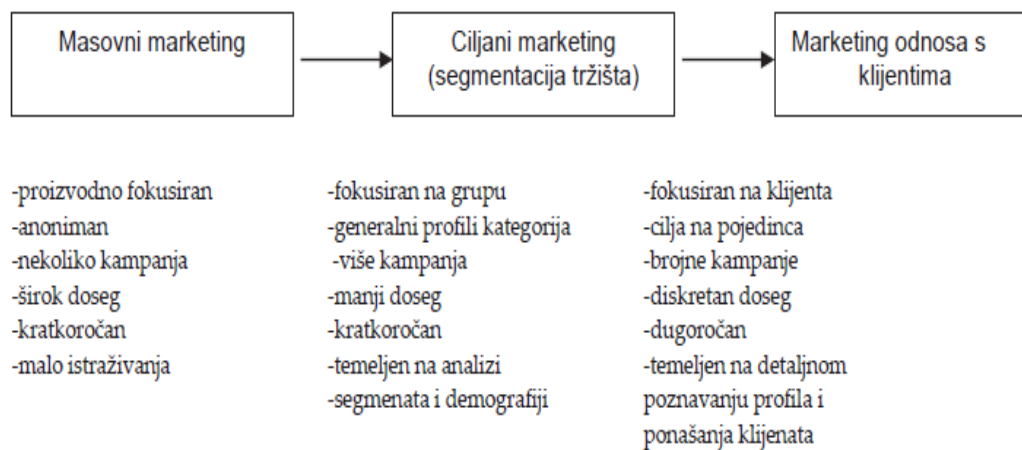 Masovni marketing
Ciljani marketing
(segmentacija tržišta)
Marketing odnosa s
klijentima
-proizvodno fokusiran
-anoniman
-nekoliko kampanja
-širok doseg
-kratkoročan
-malo istraživanja
-fokusiran na grupu
-generalni profili kategorija
-više kampanja
-manji doseg
-kratkoročan
-temeljen na analizi
-segmenata i demografiji
-fokusiran na klijenta
-cilja na pojedinca
-brojne kampanje
-diskretan doseg
-dugoročan
-temeljen na detaljnom
poznavanju profila i
ponašanja klijenata